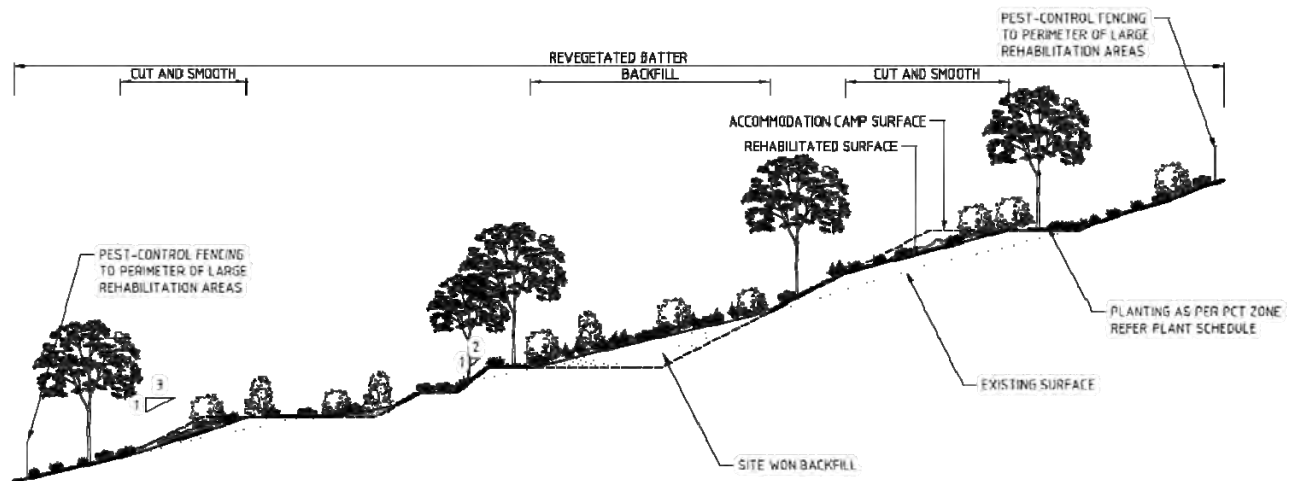 PEST-CONTROL FENCING
TO PERIMETER OF LARGE
REHABILITATION AREAS
REVEGETATED BATTER
CUT AND SMOOTH
BACKFILL
CUT AND SMOOTH
ACCOMMODATION CAMP SURFACE
REHABILITATED SURFACE
PEST-CONTROL FENCING
TO PERIMETER OF LARGE
REHABILITATION AREAS
PLANTING AS PER PCT ZONE
REFER PLANT SCHEDULE
2
1
3
1
EXISTING SURFACE
SITE WON BACKFILL